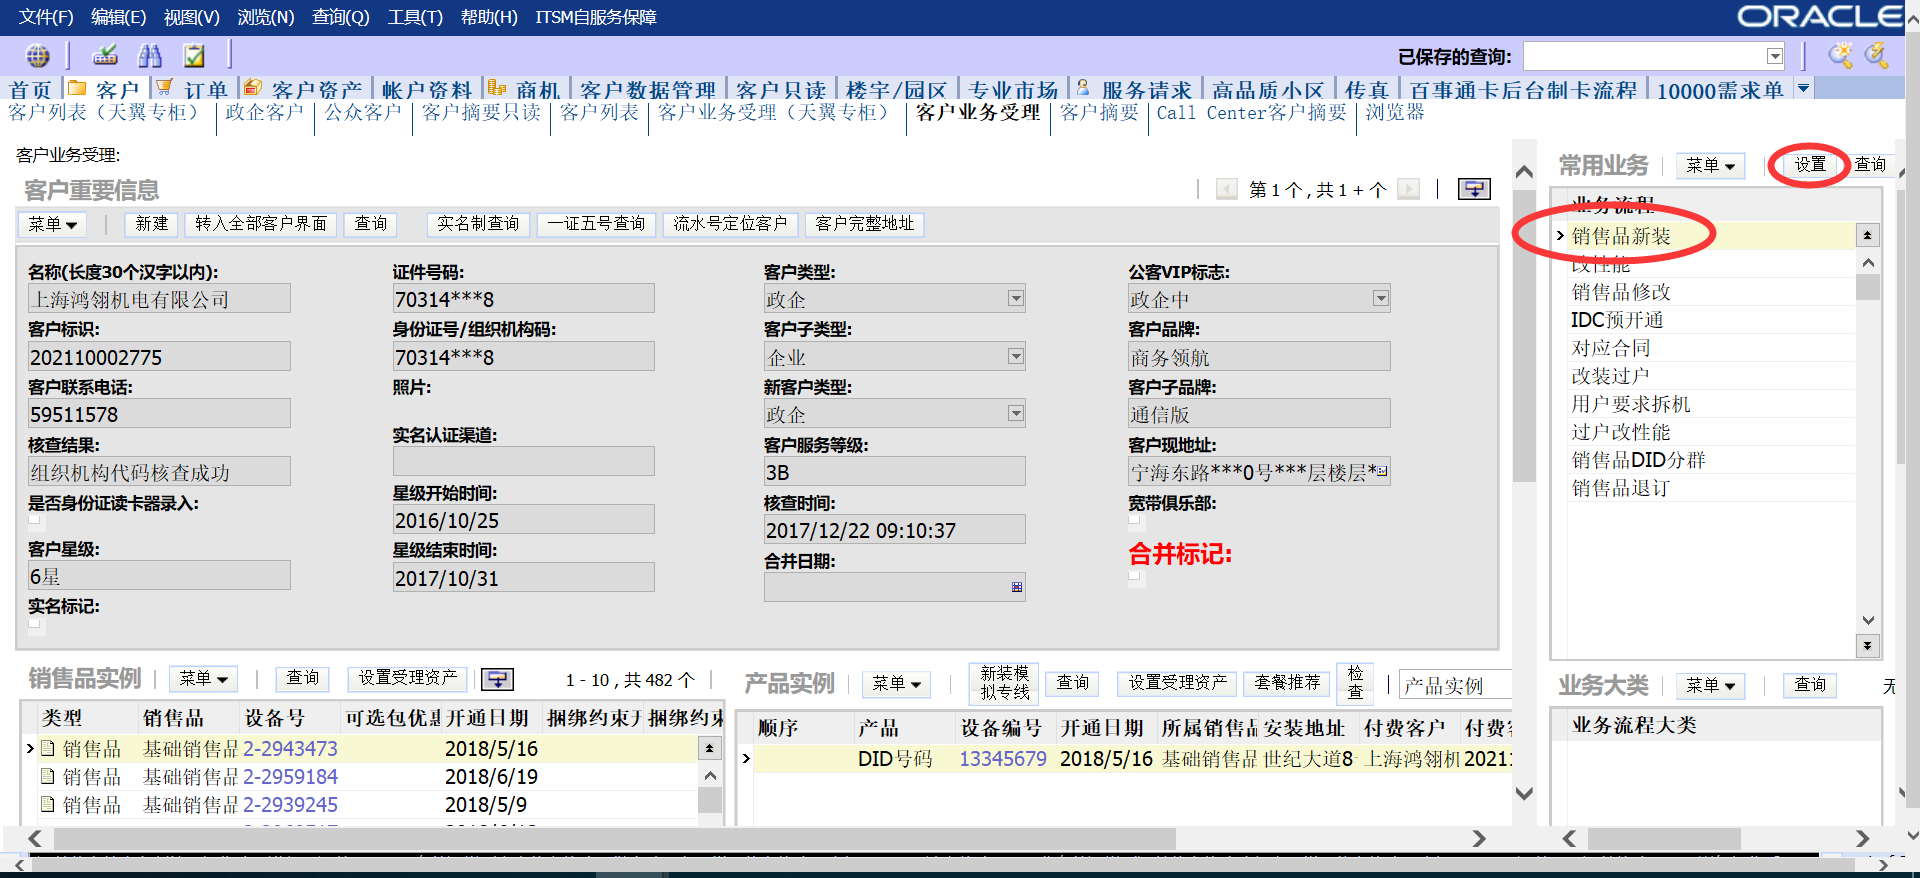 文件(F) 编辑(E) 视图(V) 浏览(N) 查询(Q) 工具(T) 帮助(H) ITSM自服务保障
ORACLE
已保存的查询:
首页 客户 订单 客户资产 帐户资料 商机 客户数据管理 客户只读 楼宇/园区 专业市场 服务请求 高品质小区 传真 百事通卡后台制卡流程 10000需求单
客户列表（天翼专柜） 政企客户 公众客户 客户摘要只读 客户列表 客户业务受理（天翼专柜） 客户业务受理 客户摘要 Call Center客户摘要 浏览器
客户业务受理:
客户重要信息
第 1 个 , 共 1 + 个
菜单 新建 转入全部客户界面 查询 实名制查询 一证五号查询 流水号定位客户 客户完整地址
名称(长度30个汉字以内): 证件号码: 客户类型: 公客VIP标志:
上海鸿翎机电有限公司 70314***8 政企 政企中
客户标识: 身份证号/组织机构码: 客户子类型: 客户品牌:
202110002775 70314***8 企业 商务领航
客户联系电话: 照片: 新客户类型: 客户子品牌:
59511578 政企 通信版
核查结果: 实名认证渠道: 客户服务等级: 客户现地址:
组织机构代码核查成功 3B 宁海东路***0号***层楼层*
是否身份证读卡器录入: 星级开始时间: 核查时间: 宽带俱乐部:
2016/10/25 2017/12/22 09:10:37
客户星级: 星级结束时间: 合并日期: 合并标记:
6星 2017/10/31
实名标记:
常用业务 菜单 设置 查询
业务流程
销售品新装
改性能
销售品修改
IDC预开通
对应合同
改装过户
用户要求拆机
过户改性能
销售品DID分群
销售品退订
销售品实例 菜单 查询 设置受理资产 1 - 10 , 共 482 个
类型 销售品 设备号 可选包优惠 开通日期 捆绑约束开 捆绑约束
销售品 基础销售品 2-2943473 2018/5/16
销售品 基础销售品 2-2959184 2018/6/19
销售品 基础销售品 2-2939245 2018/5/9
产品实例 菜单 新装模拟专线 查询 设置受理资产 套餐推荐 检查 产品实例
顺序 产品 设备编号 开通日期 所属销售品 安装地址 付费客户 付费客
DID号码 13345679 2018/5/16 基础销售品 世纪大道8 上海鸿翎机 20211
业务大类 菜单 查询 无
业务流程大类